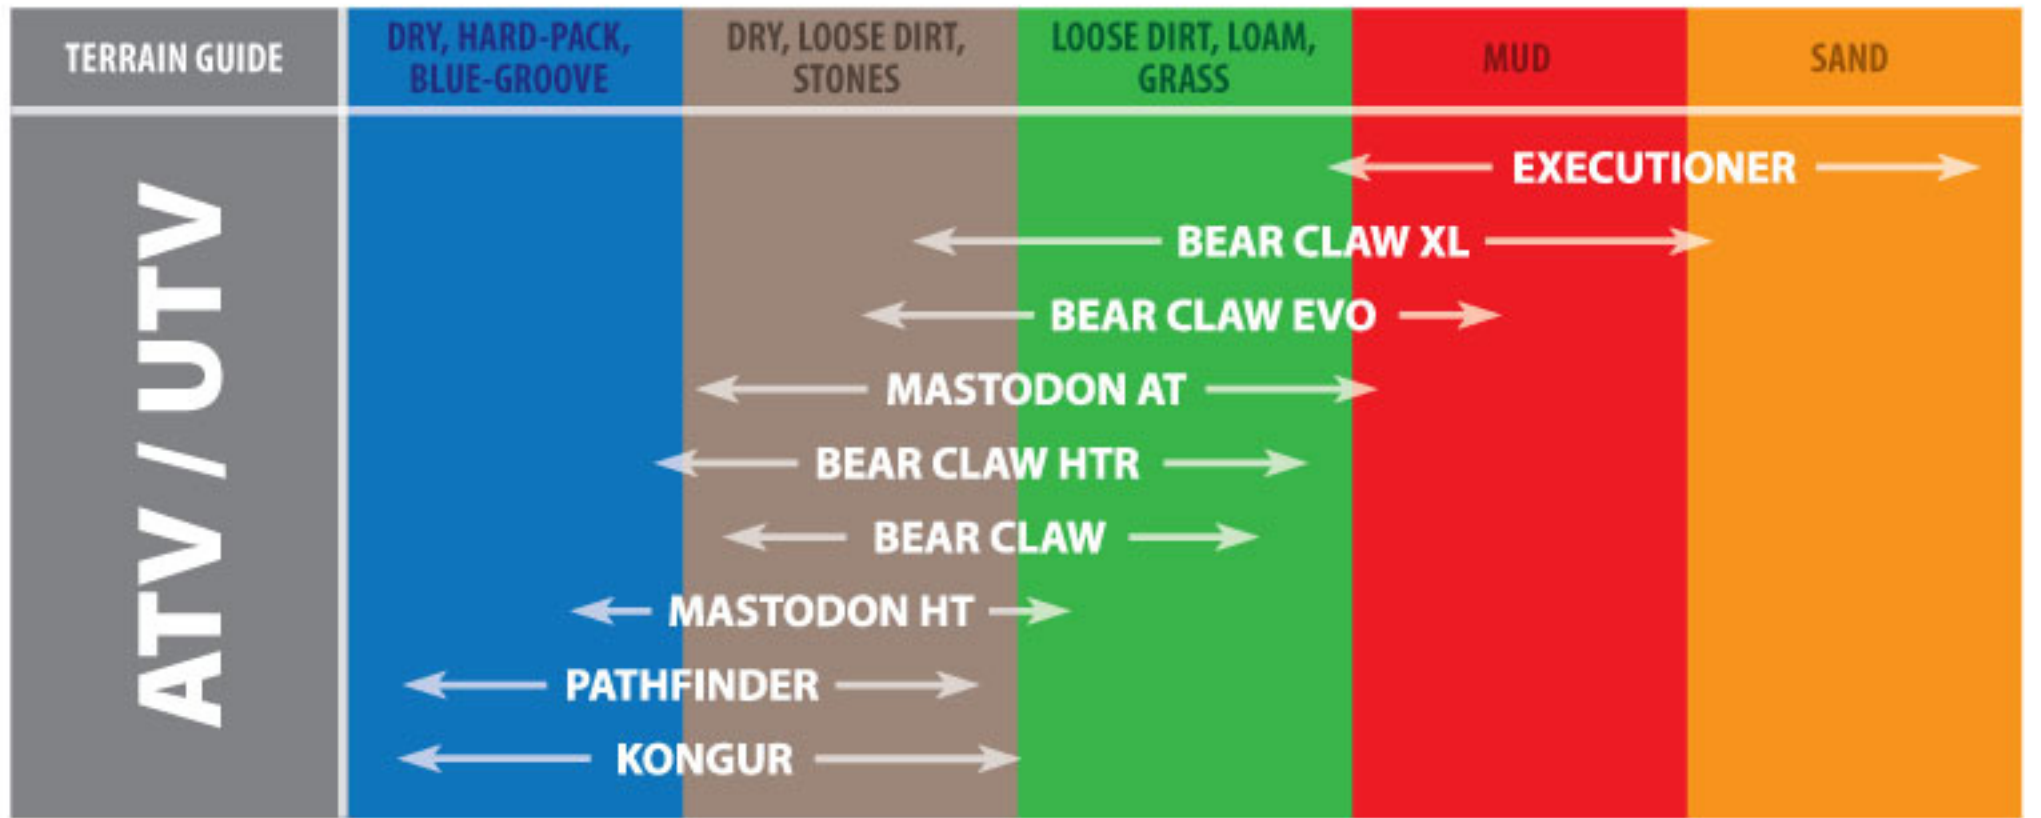 TERRAIN GUIDE
DRY, HARD-PACK,
BLUE-GROOVE
DRY, LOOSE DIRT,
STONES
LOOSE DIRT, LOAM,
GRASS
MUD
SAND
ATV / UTV
EXECUTIONER
BEAR CLAW XL
BEAR CLAW EVO
MASTODON AT
BEAR CLAW HTR
BEAR CLAW
MASTODON HT
PATHFINDER
KONGUR